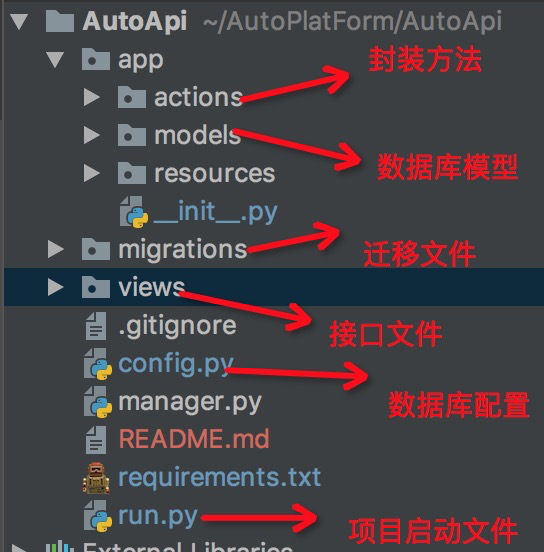 AutoApi ~/AutoPlatForm/AutoApi
app
封装方法
actions
models
数据库模型
resources
__init__.py
migrations
迁移文件
views
接口文件
.gitignore
config.py
数据库配置
manager.py
README.md
requirements.txt
run.py
项目启动文件
External Libraries